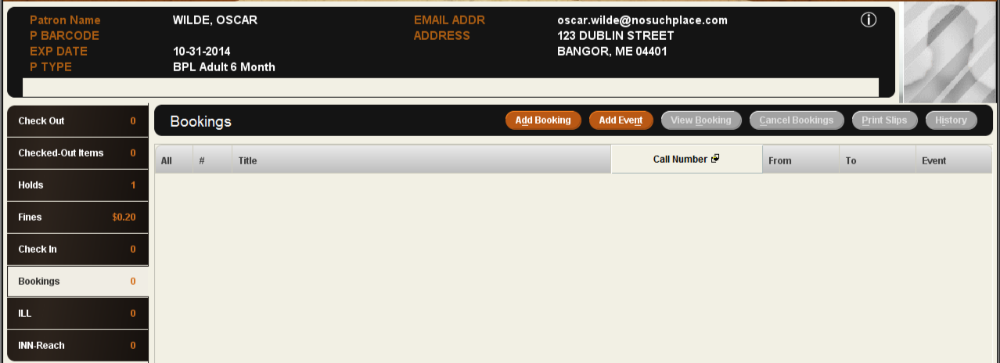 Patron Name WILDE, OSCAR EMAIL ADDR oscar.wilde@nosuchplace.com
P BARCODE ADDRESS 123 DUBLIN STREET
EXP DATE 10-31-2014 BANGOR, ME 04401
P TYPE BPL Adult 6 Month
Check Out 0
Checked-Out Items 0
Holds 1
Fines $0.20
Check In 0
Bookings 0
ILL 0
INN-Reach 0
Bookings Add Booking Add Event View Booking Cancel Bookings Print Slips History
All # Title Call Number From To Event